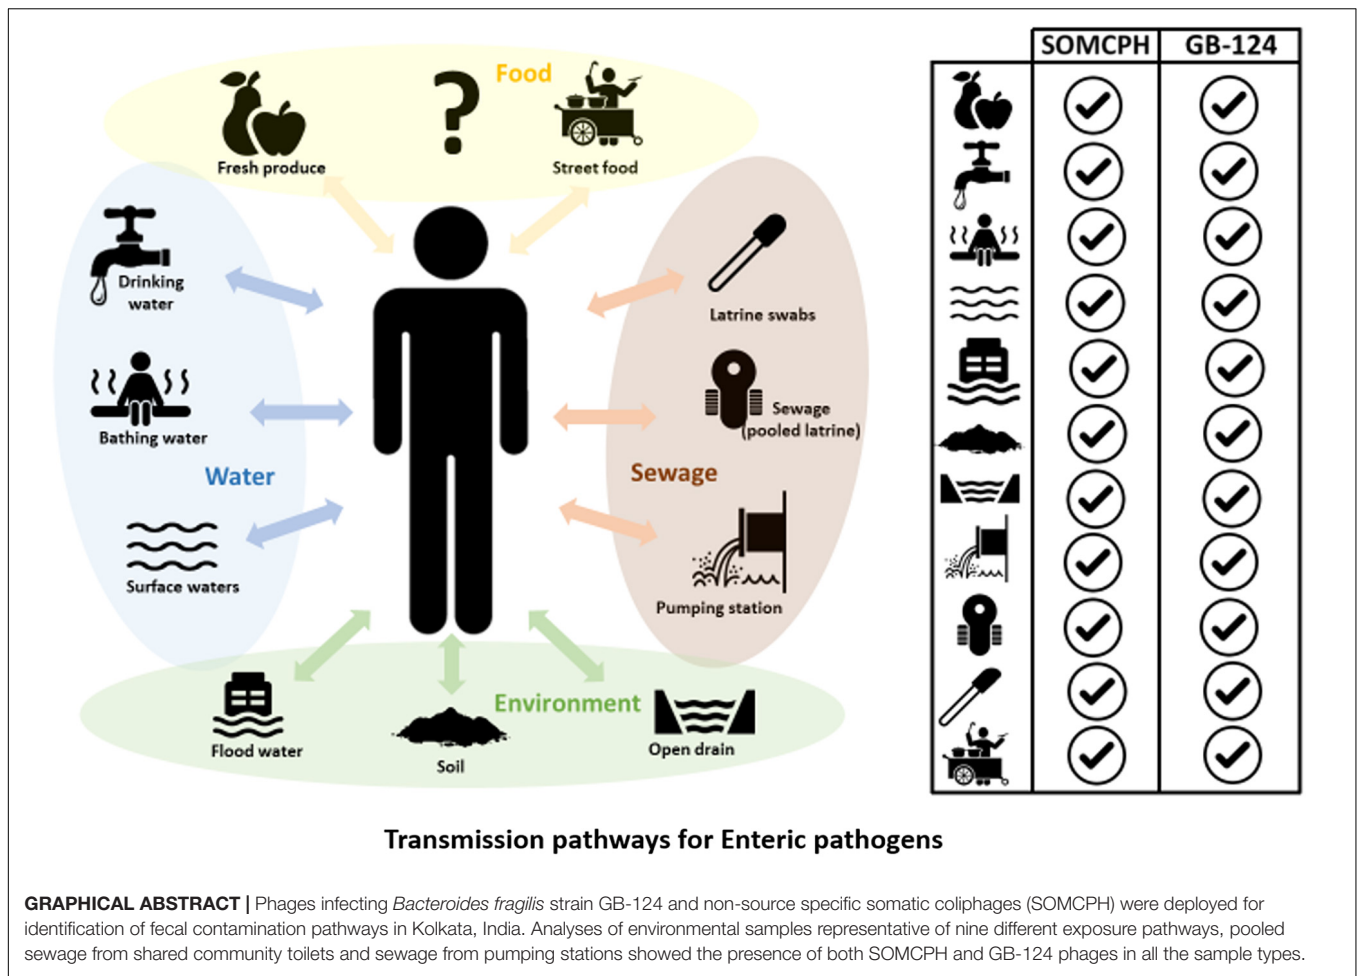 SOMCPH GB-124
Food
?
Fresh produce
Street food
Drinking
water
Bathing water
Water
Surface waters
Latrine swabs
Sewage
(pooled latrine)
Sewage
Pumping station
Environment
Flood water
Soil
Open drain
Transmission pathways for Enteric pathogens
GRAPHICAL ABSTRACT | Phages infecting Bacteroides fragilis strain GB-124 and non-source specific somatic coliphages (SOMCPH) were deployed for
identification of fecal contamination pathways in Kolkata, India. Analyses of environmental samples representative of nine different exposure pathways, pooled
sewage from shared community toilets and sewage from pumping stations showed the presence of both SOMCPH and GB-124 phages in all the sample types.